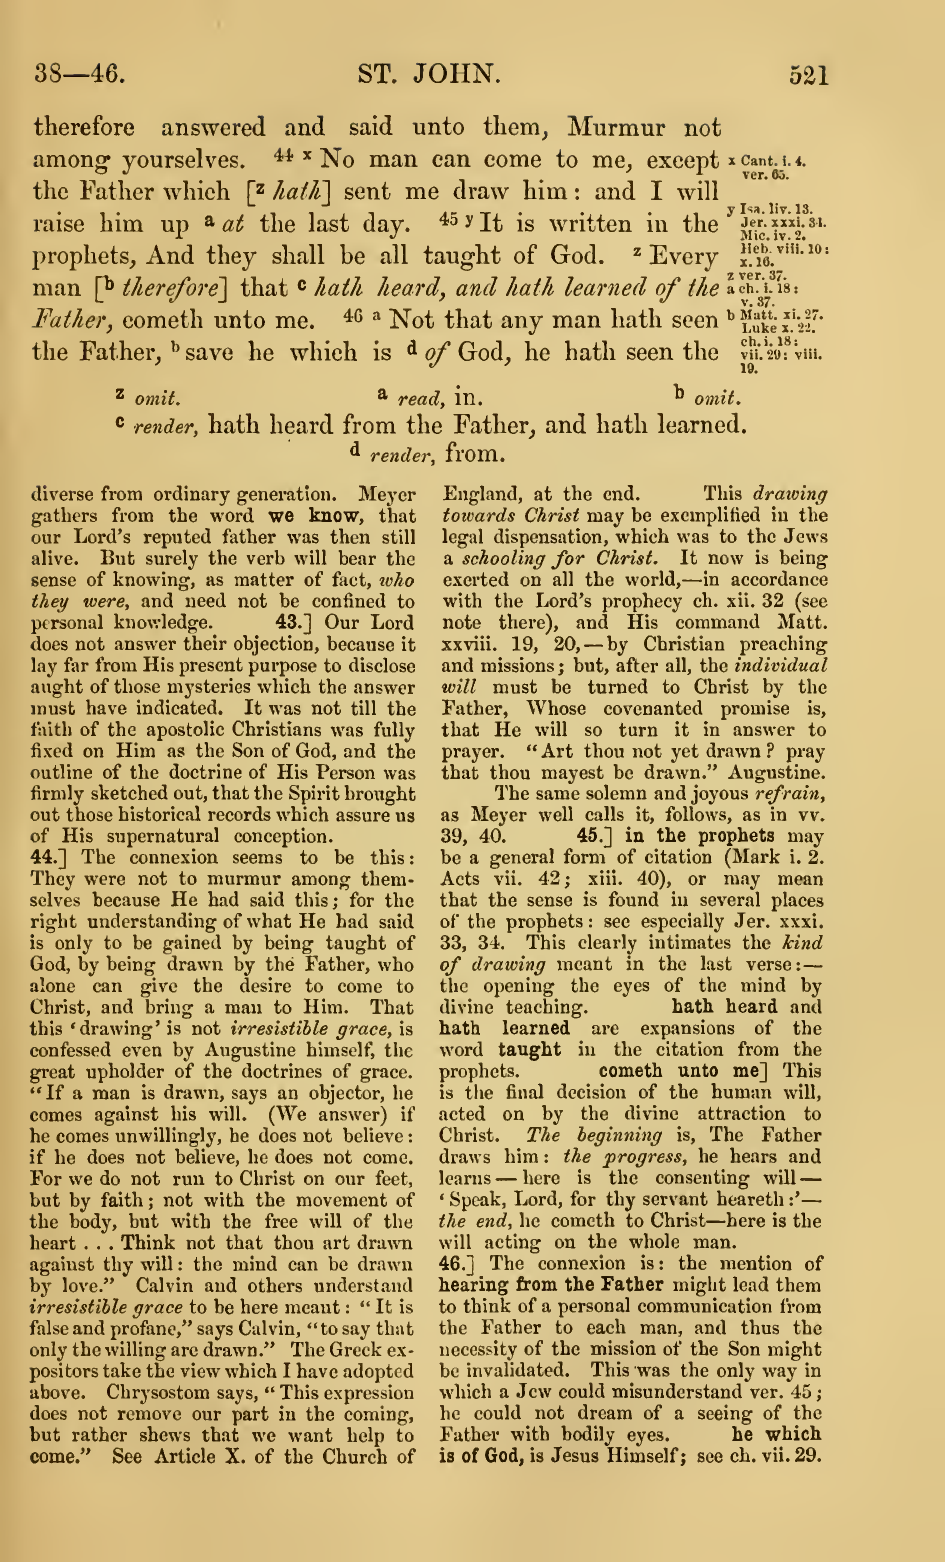 38—46. ST. JOHN. 521
therefore answered and said unto them, Murmur not
among yourselves. 44 x No man can come to me, except
the Father which [z hath] sent me draw him : and I will
raise him up a at the last day. 45 y It is written in the
prophets, And they shall be all taught of God. z Every
man [b therefore] that c hath heard, and hath learned of the
Father, cometh unto me. 46 a Not that any man hath seen
the Father, b save he which is d of God, he hath seen the
x Cant. i. 4.
ver. 65.
y Isa. liv. 13.
Jer. xxxi. 34.
Mic. iv. 2.
Heb. viii. 10:
x. 16.
z ver. 37.
a ch. i. 18:
v. 37.
b Matt. xi. 27.
Luke x. 22.
ch. i. 18:
vii. 29: viii.
19.
z omit. a read, in. b omit.
c render, hath heard from the Father, and hath learned.
d render, from.
diverse from ordinary generation. Meyer
gathers from the word we know, that
our Lord's reputed father was then still
alive. But surely the verb will bear the
sense of knowing, as matter of fact, who
they were, and need not be confined to
personal knowledge. 43.] Our Lord
does not answer their objection, because it
lay far from His present purpose to disclose
aught of those mysteries which the answer
must have indicated. It was not till the
faith of the apostolic Christians was fully
fixed on Him as the Son of God, and the
outline of the doctrine of His Person was
firmly sketched out, that the Spirit brought
out those historical records which assure us
of His supernatural conception.
44.] The connexion seems to be this:
They were not to murmur among them-
selves because He had said this; for the
right understanding of what He had said
is only to be gained by being taught of
God, by being drawn by the Father, who
alone can give the desire to come to
Christ, and bring a man to Him. That
this ‘drawing’ is not irresistible grace, is
confessed even by Augustine himself, the
great upholder of the doctrines of grace.
“If a man is drawn, says an objector, he
comes against his will. (We answer) if
he comes unwillingly, he does not believe:
if he does not believe, he does not come.
For we do not run to Christ on our feet,
but by faith; not with the movement of
the body, but with the free will of the
heart . . . Think not that thou art drawn
against thy will: the mind can be drawn
by love.” Calvin and others understand
irresistible grace to be here meant: “It is
false and profane,” says Calvin, “to say that
only the willing are drawn.” The Greek ex-
positors take the view which I have adopted
above. Chrysostom says, “This expression
does not remove our part in the coming,
but rather shews that we want help to
come.” See Article X. of the Church of
England, at the end. This drawing
towards Christ may be exemplified in the
legal dispensation, which was to the Jews
a schooling for Christ. It now is being
exerted on all the world,—in accordance
with the Lord's prophecy ch. xii. 32 (see
note there), and His command Matt.
xxviii. 19, 20,—by Christian preaching
and missions; but, after all, the individual
will must be turned to Christ by the
Father, Whose covenanted promise is,
that He will so turn it in answer to
prayer. “Art thou not yet drawn? pray
that thou mayest be drawn.” Augustine.
The same solemn and joyous refrain,
as Meyer well calls it, follows, as in vv.
39, 40. 45.] in the prophets may
be a general form of citation (Mark i. 2.
Acts vii. 42; xiii. 40), or may mean
that the sense is found in several places
of the prophets: see especially Jer. xxxi.
33, 34. This clearly intimates the kind
of drawing meant in the last verse:—
the opening the eyes of the mind by
divine teaching. hath heard and
hath learned are expansions of the
word taught in the citation from the
prophets. cometh unto me] This
is the final decision of the human will,
acted on by the divine attraction to
Christ. The beginning is, The Father
draws him: the progress, he hears and
learns—here is the consenting will—
‘Speak, Lord, for thy servant heareth:’—
the end, he cometh to Christ—here is the
will acting on the whole man.
46.] The connexion is: the mention of
hearing from the Father might lead them
to think of a personal communication from
the Father to each man, and thus the
necessity of the mission of the Son might
be invalidated. This was the only way in
which a Jew could misunderstand ver. 45;
he could not dream of a seeing of the
Father with bodily eyes. he which
is of God, is Jesus Himself; see ch. vii. 29.